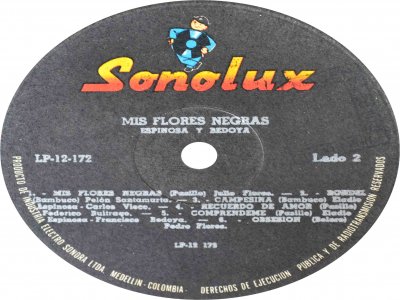 Sonolux
MIS FLORES NEGRAS
ESPINOSA Y BEDOYA
LP-12-172
Lado 2
1. - MIS FLORES NEGRAS (Pasillo) Julio Flores. - 2. - RONDEL
(Bambuco) Pelón Santamarta. - 3. - CAMPESINA (Bambuco) Eladio
Espinosa - Carlos Vieco. - 4. - RECUERDO DE AMOR (Pasillo)
Federico Buitrago. - 5. - COMPRENDEME (Pasillo) Eladio
Espinosa - Francisco Bedoya. - 6. - OBSESION (Bolero)
Pedro Flores.
LP-12 172
PRODUCTO DE INDUSTRIA ELECTRO SONORA LTDA. MEDELLIN - COLOMBIA - DERECHOS DE EJECUCION PUBLICA Y DE RADIOTRANSMISION RESERVADOS